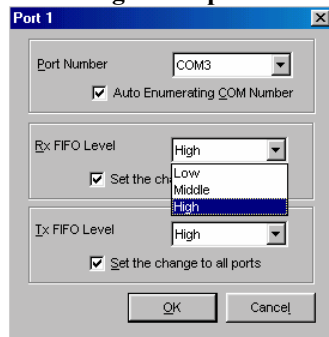 Port 1
Port Number COM3
Auto Enumerating COM Number
Rx FIFO Level High
Set the
Low
Middle
High
Tx FIFO Level High
Set the change to all ports
OK Cancel